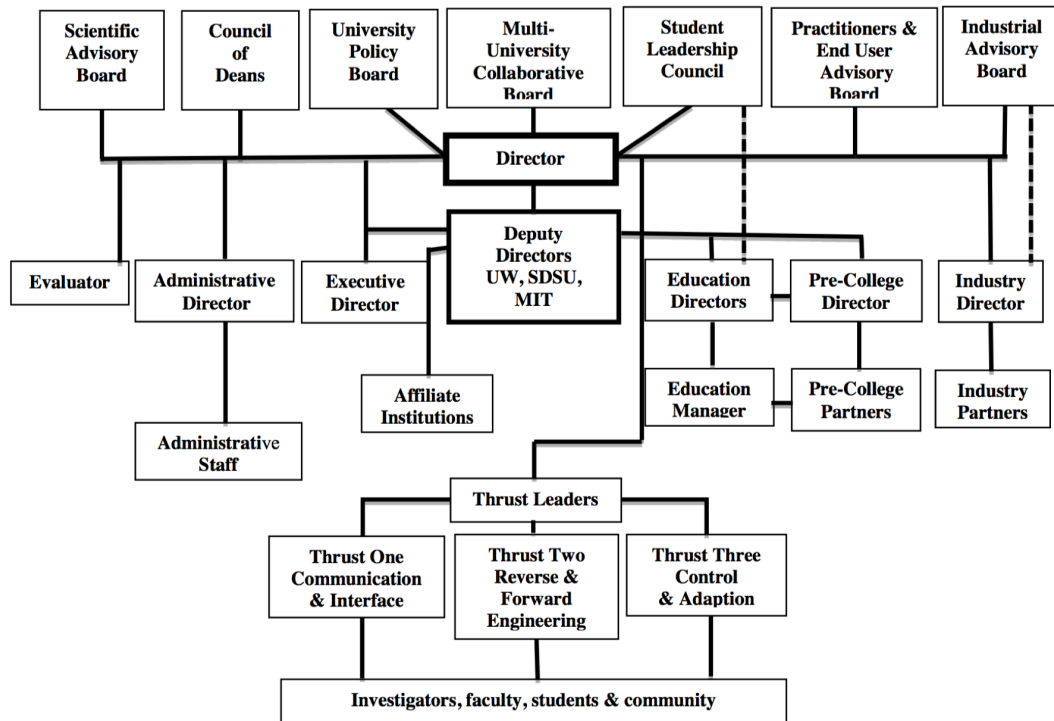 Scientific
Advisory
Board
Council
of
Deans
University
Policy
Board
Multi-
University
Collaborative
Board
Student
Leadership
Council
Practitioners &
End User
Advisory
Board
Industrial
Advisory
Board
Director
Deputy
Directors
UW, SDSU,
MIT
Evaluator
Administrative
Director
Executive
Director
Education
Directors
Pre-College
Director
Industry
Director
Affiliate
Institutions
Education
Manager
Pre-College
Partners
Industry
Partners
Administrative
Staff
Thrust Leaders
Thrust One
Communication
& Interface
Thrust Two
Reverse &
Forward
Engineering
Thrust Three
Control
& Adaption
Investigators, faculty, students & community